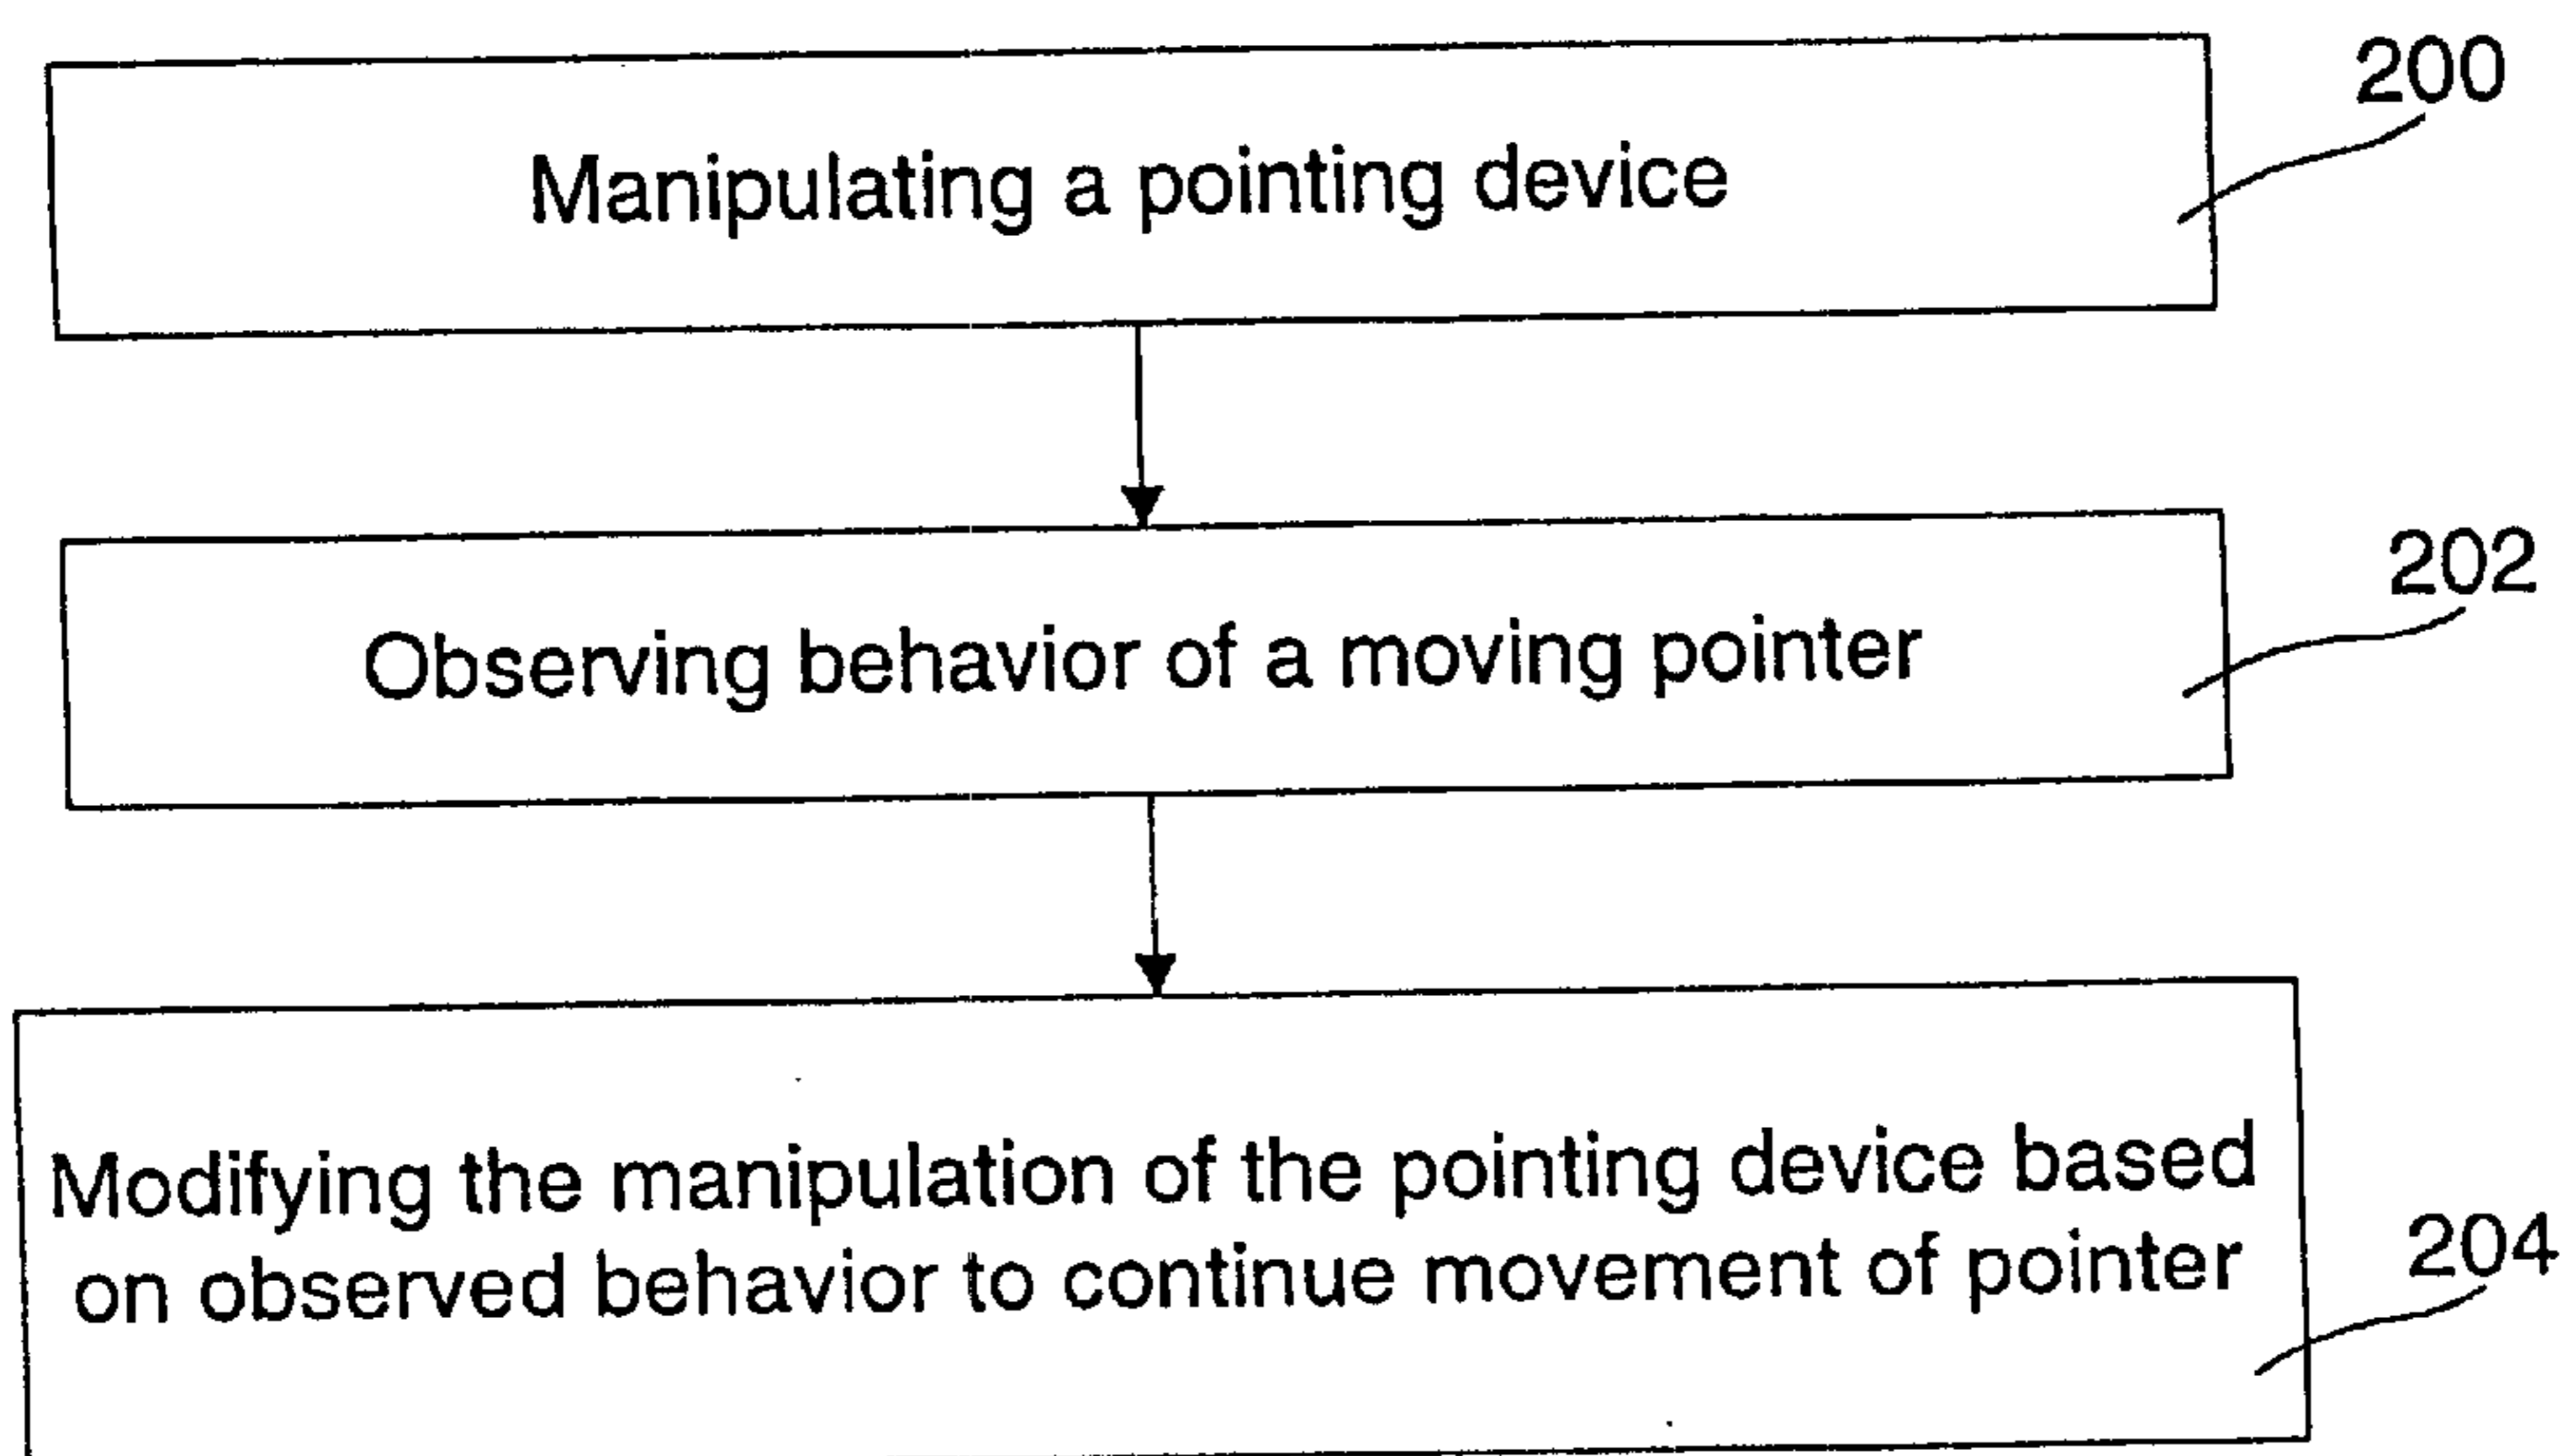 200
Manipulating a pointing device
202
Observing behavior of a moving pointer
Modifying the manipulation of the pointing device based
on observed behavior to continue movement of pointer
204